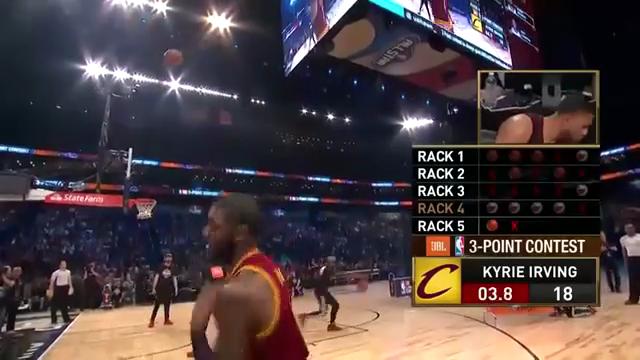 State Farm
RACK 1
RACK 2
RACK 3
RACK 4
RACK 5
JBL 3-POINT CONTEST
C KYRIE IRVING
03.8 18